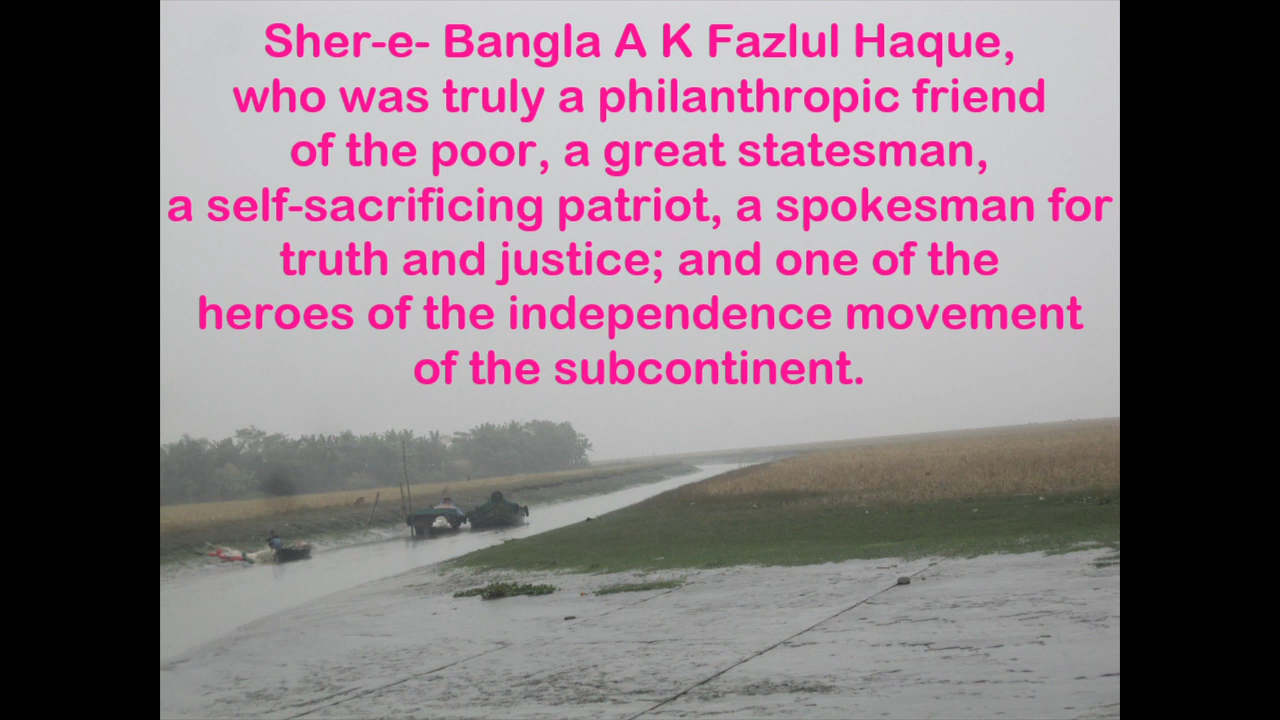 Sher-e- Bangla A K Fazlul Haque,
who was truly a philanthropic friend
of the poor, a great statesman,
a self-sacrificing patriot, a spokesman for
truth and justice; and one of the
heroes of the independence movement
of the subcontinent.